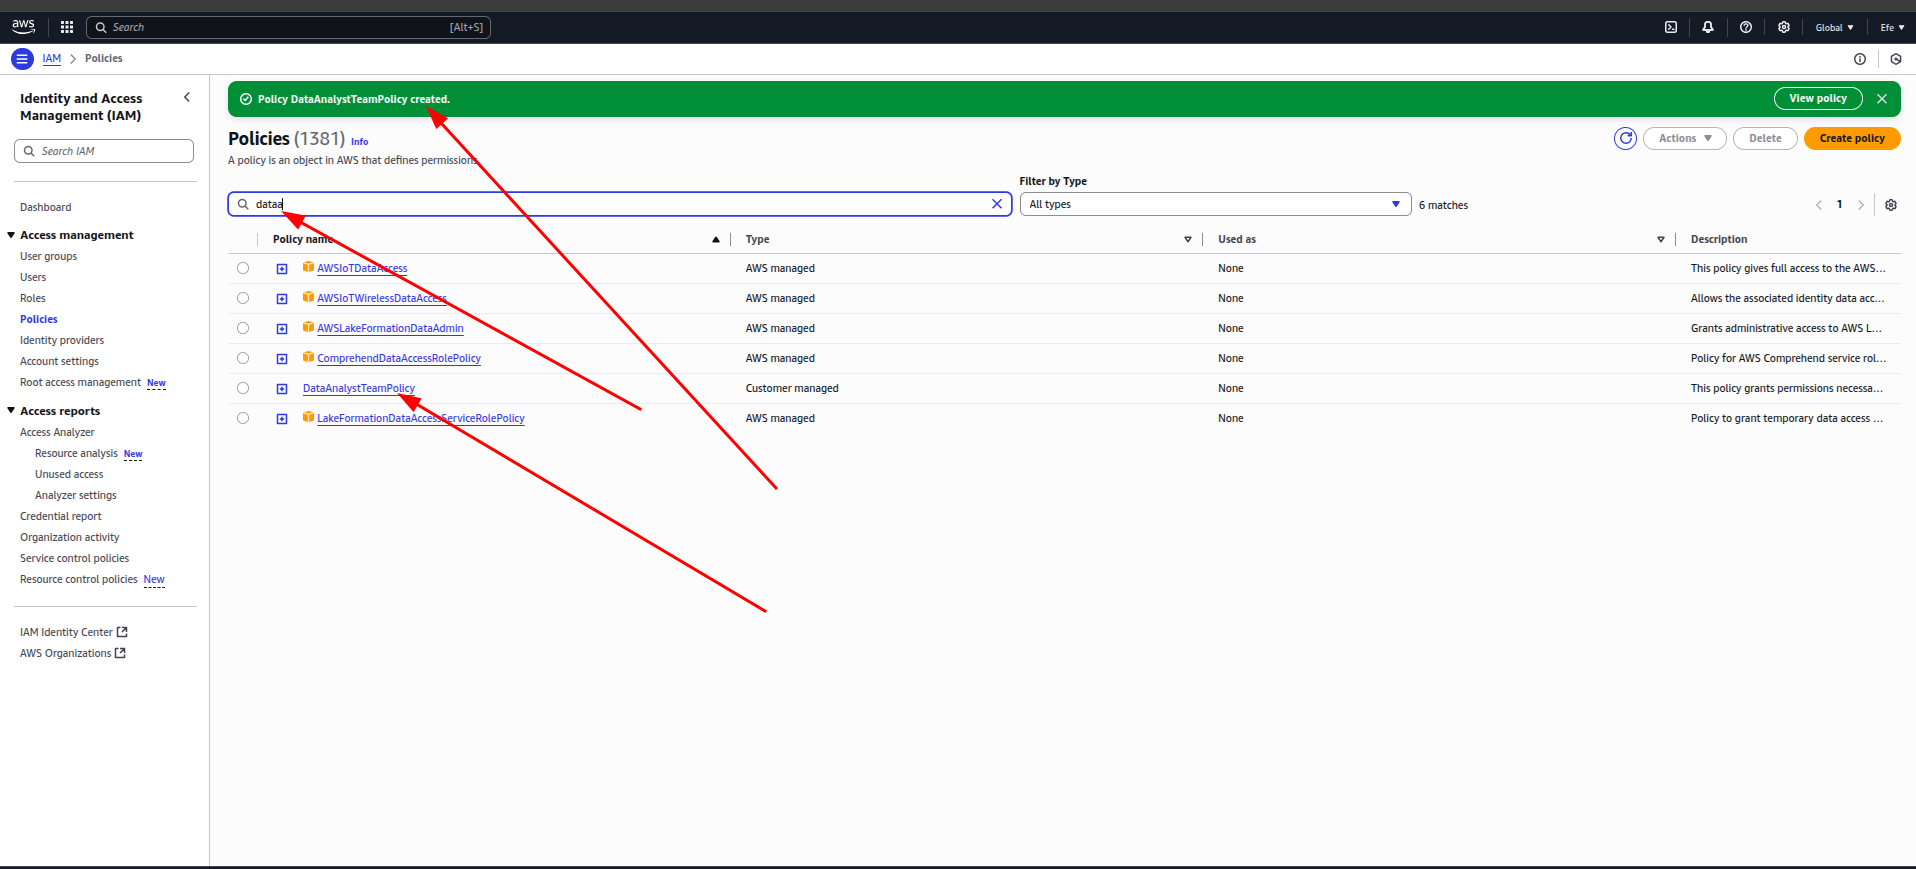 aws
Search [Alt+S]
Global
Efe
IAM > Policies
Identity and Access Management (IAM)
Search IAM
Dashboard
Access management
User groups
Users
Roles
Policies
Identity providers
Account settings
Root access management New
Access reports
Access Analyzer
Resource analysis New
Unused access
Analyzer settings
Credential report
Organization activity
Service control policies
Resource control policies New
IAM Identity Center
AWS Organizations
Policy DataAnalystTeamPolicy created.
View policy
Policies (1381) Info
Actions
Delete
Create policy
A policy is an object in AWS that defines permissions.
Filter by Type
dataa
All types
6 matches
1
Policy name Type Used as Description
AWSIoTDataAccess AWS managed None This policy gives full access to the AWS...
AWSIoTWirelessDataAccess AWS managed None Allows the associated identity data acc...
AWSLakeFormationDataAdmin AWS managed None Grants administrative access to AWS L...
ComprehendDataAccessRolePolicy AWS managed None Policy for AWS Comprehend service rol...
DataAnalystTeamPolicy Customer managed None This policy grants permissions necessa...
LakeFormationDataAccessServiceRolePolicy AWS managed None Policy to grant temporary data access ...